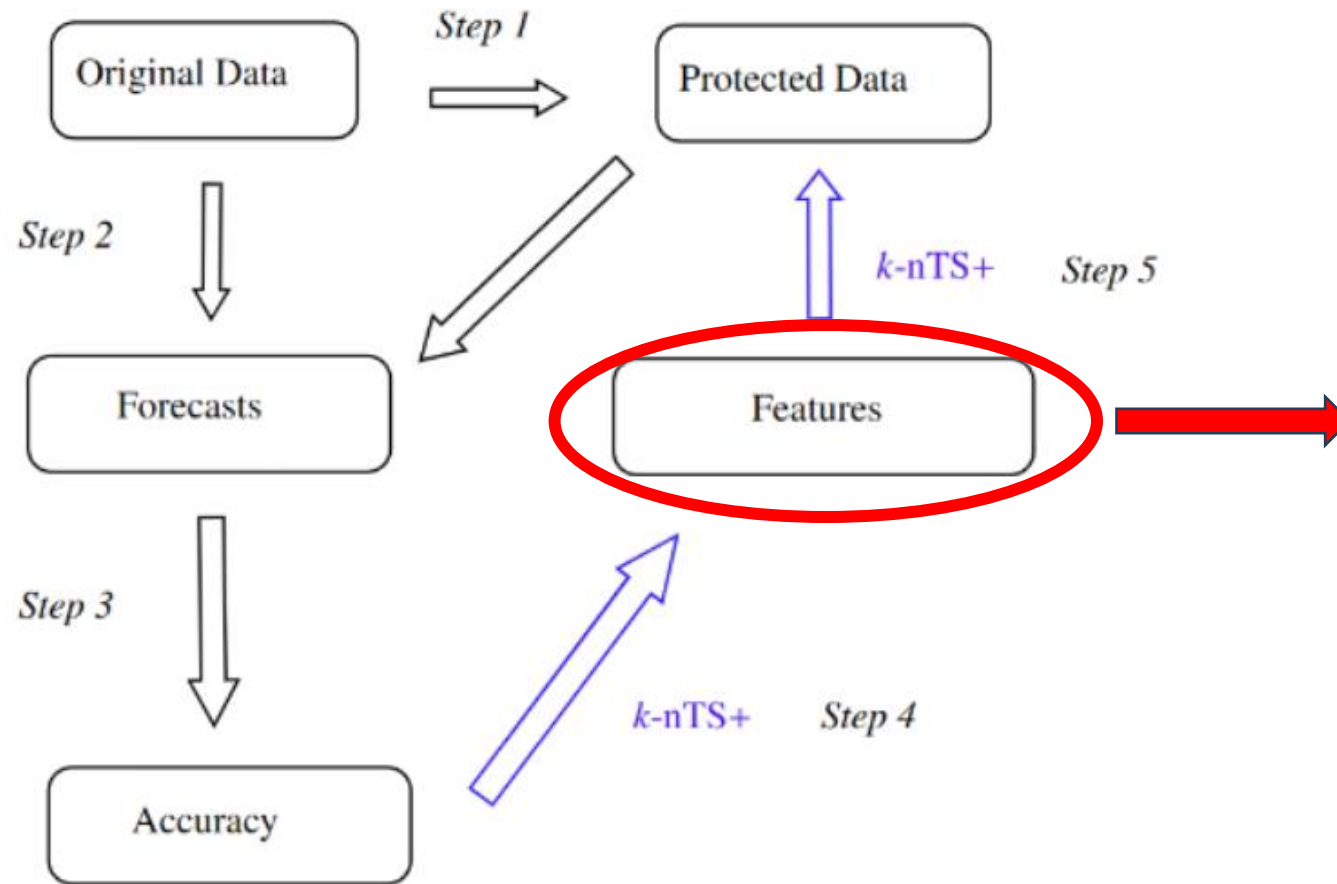 Step 1
Original Data
Protected Data
Step 2
k-nTS+ Step 5
Forecasts
Features
Step 3
k-nTS+ Step 4
Accuracy